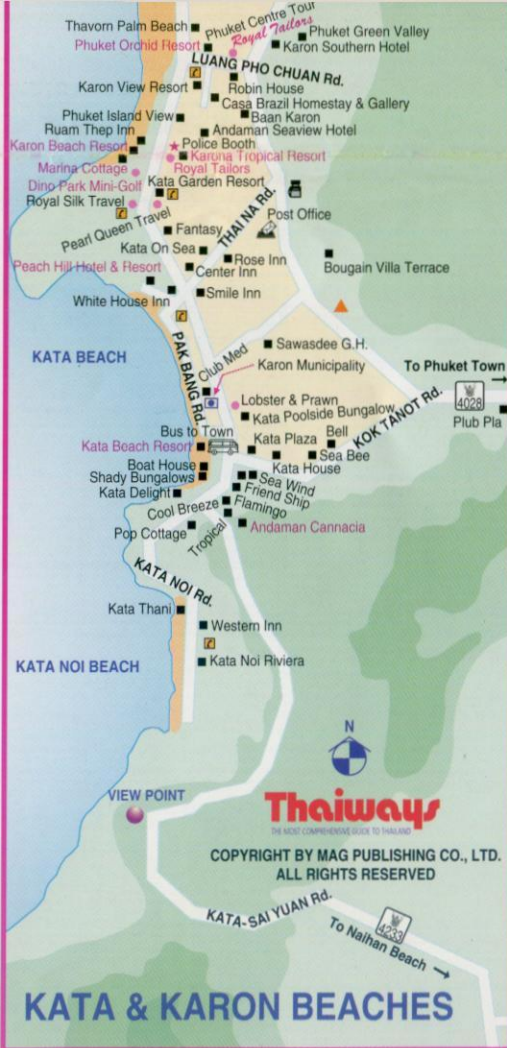 Phuket Centre Tour
Thavorn Palm Beach
Royal Tailors
Phuket Green Valley
Phuket Orchid Resort
Karon Southern Hotel
LUANG PHO CHUAN Rd.
Karon View Resort
Robin House
Casa Brazil Homestay & Gallery
Phuket Island View
Baan Karon
Ruam Thep Inn
Andaman Seaview Hotel
Karon Beach Resort
Police Booth
Karuna Tropical Resort
Marina Cottage
Royal Tailors
Dino Park Mini-Golf
Kata Garden Resort
Royal Silk Travel
THAI NA Rd.
Pearl Queen Travel
Post Office
Fantasy
Kata On Sea
Rose Inn
Peach Hill Hotel & Resort
Center Inn
Bougain Villa Terrace
White House Inn
Smile Inn
PAK BANG Rd.
Sawasdee G.H.
KATA BEACH
Club Med
Karon Municipality
To Phuket Town
4028
Lobster & Prawn
Kata Poolside Bungalow
KOK TANOT Rd.
Plub Pla
Bus to Town
Bell
Kata Beach Resort
Kata Plaza
Sea Bee
Boat House
Kata House
Shady Bungalows
Sea Wind
Kata Delight
Friend Ship
Cool Breeze
Flamingo
Pop Cottage
Tropical
Andaman Cannacia
KATA NOI Rd.
Kata Thani
Western Inn
KATA NOI BEACH
Kata Noi Riviera
N
VIEW POINT
Thaiways
THE MOST COMPREHENSIVE GUIDE TO THAILAND
COPYRIGHT BY MAG PUBLISHING CO., LTD.
ALL RIGHTS RESERVED
KATA-SAI YUAN Rd.
4233
To Naihan Beach
KATA & KARON BEACHES